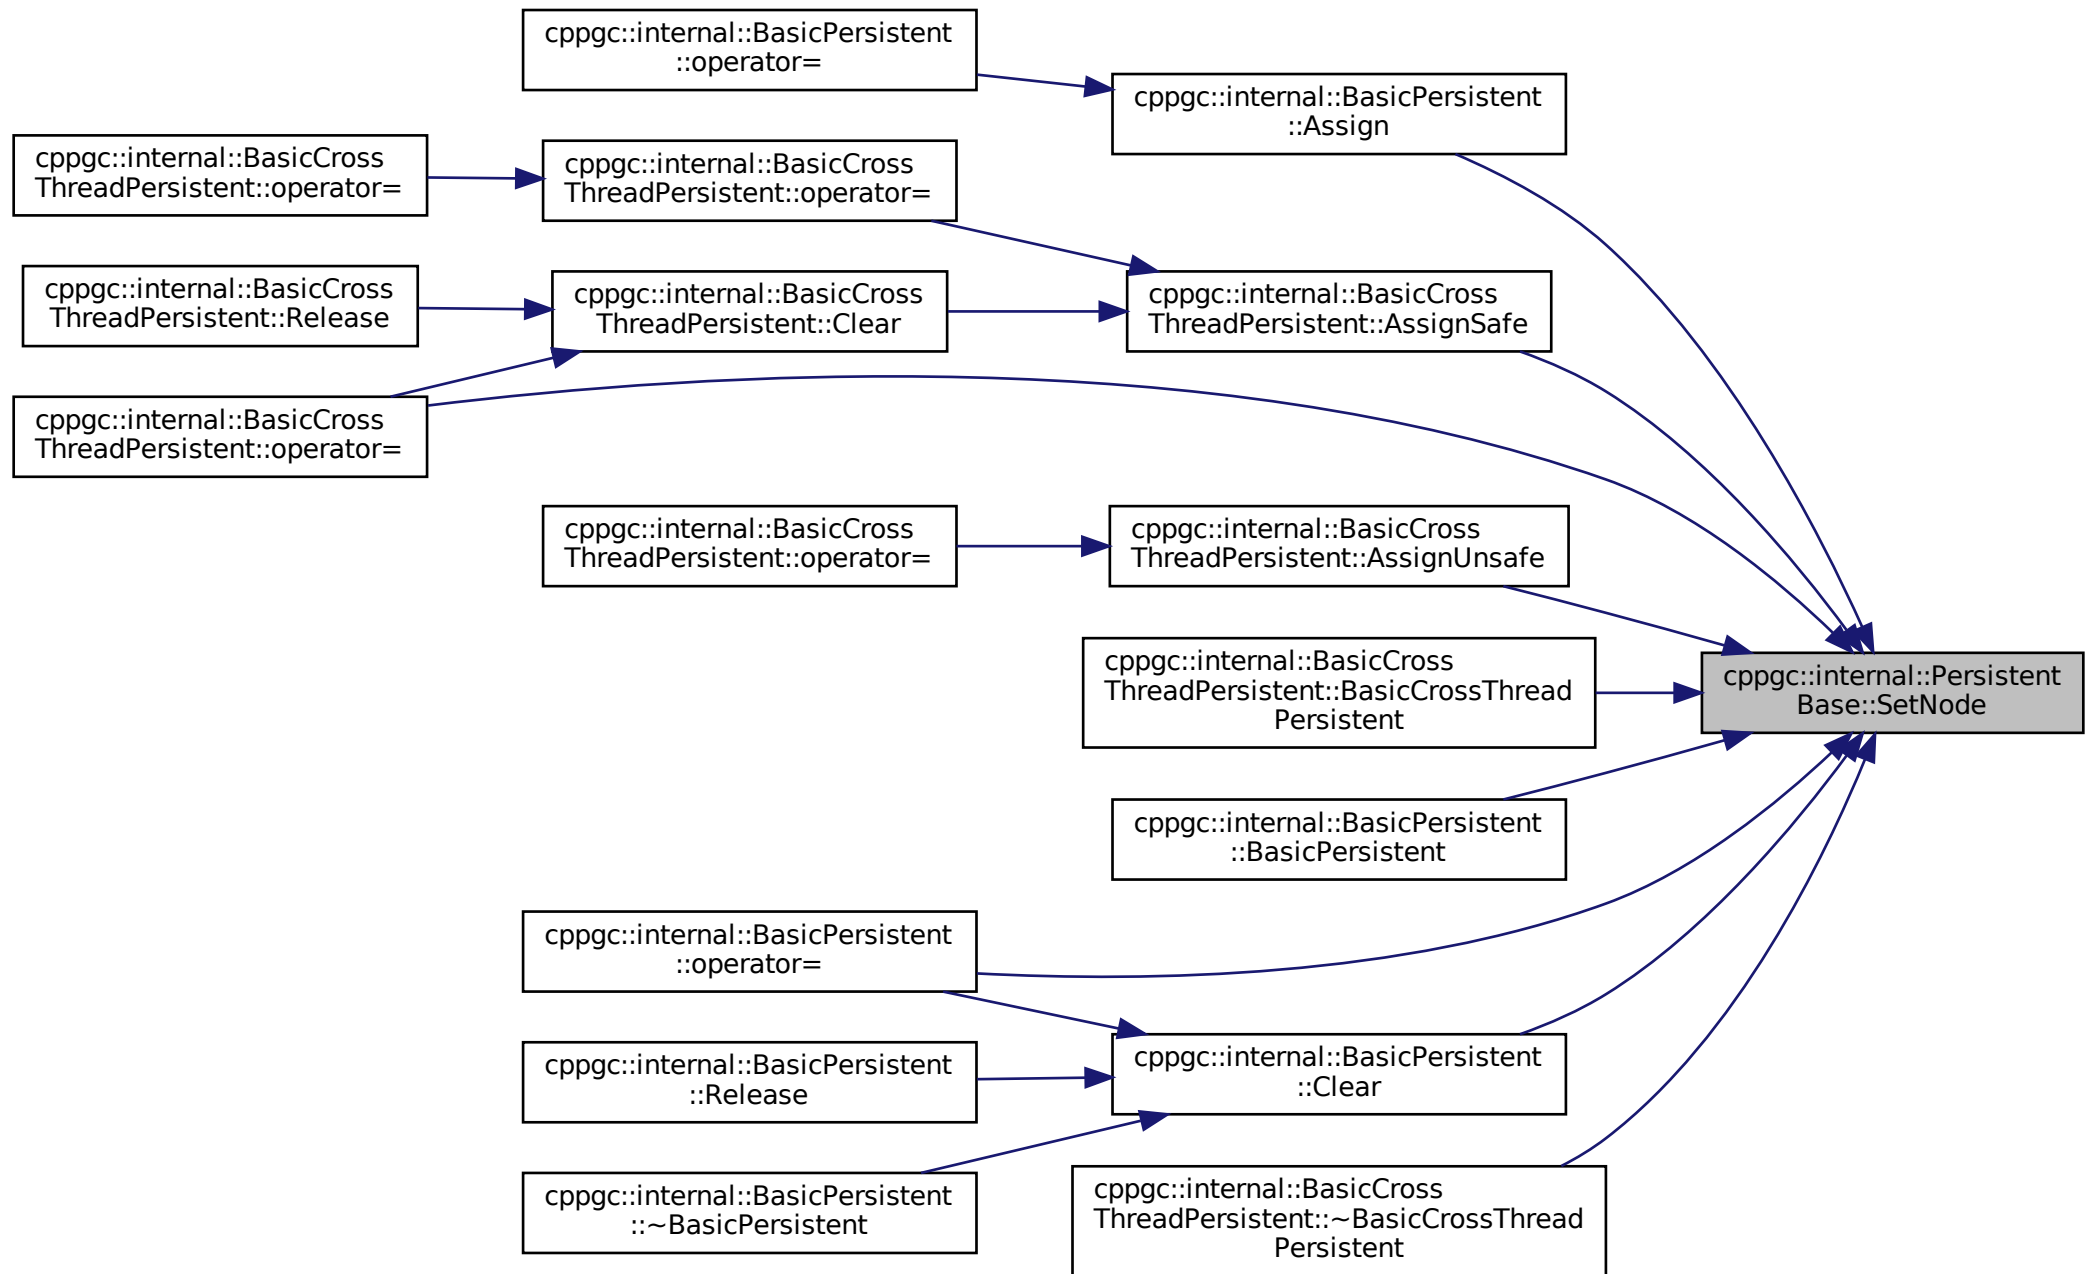 cppgc::internal::BasicPersistent
::operator=
cppgc::internal::BasicPersistent
::Assign
cppgc::internal::BasicCross
ThreadPersistent::operator=
cppgc::internal::BasicCross
ThreadPersistent::operator=
cppgc::internal::BasicCross
ThreadPersistent::Release
cppgc::internal::BasicCross
ThreadPersistent::Clear
cppgc::internal::BasicCross
ThreadPersistent::AssignSafe
cppgc::internal::BasicCross
ThreadPersistent::operator=
cppgc::internal::BasicCross
ThreadPersistent::operator=
cppgc::internal::BasicCross
ThreadPersistent::AssignUnsafe
cppgc::internal::BasicCross
ThreadPersistent::BasicCrossThread
Persistent
cppgc::internal::Persistent
Base::SetNode
cppgc::internal::BasicPersistent
::BasicPersistent
cppgc::internal::BasicPersistent
::operator=
cppgc::internal::BasicPersistent
::Release
cppgc::internal::BasicPersistent
::Clear
cppgc::internal::BasicPersistent
::~BasicPersistent
cppgc::internal::BasicCross
ThreadPersistent::~BasicCrossThread
Persistent